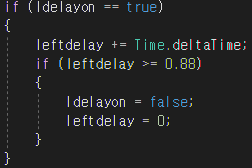 if (ldelayon == true)
{
leftdelay += Time.deltaTime;
if (leftdelay >= 0.88)
{
ldelayon = false;
leftdelay = 0;
}
}